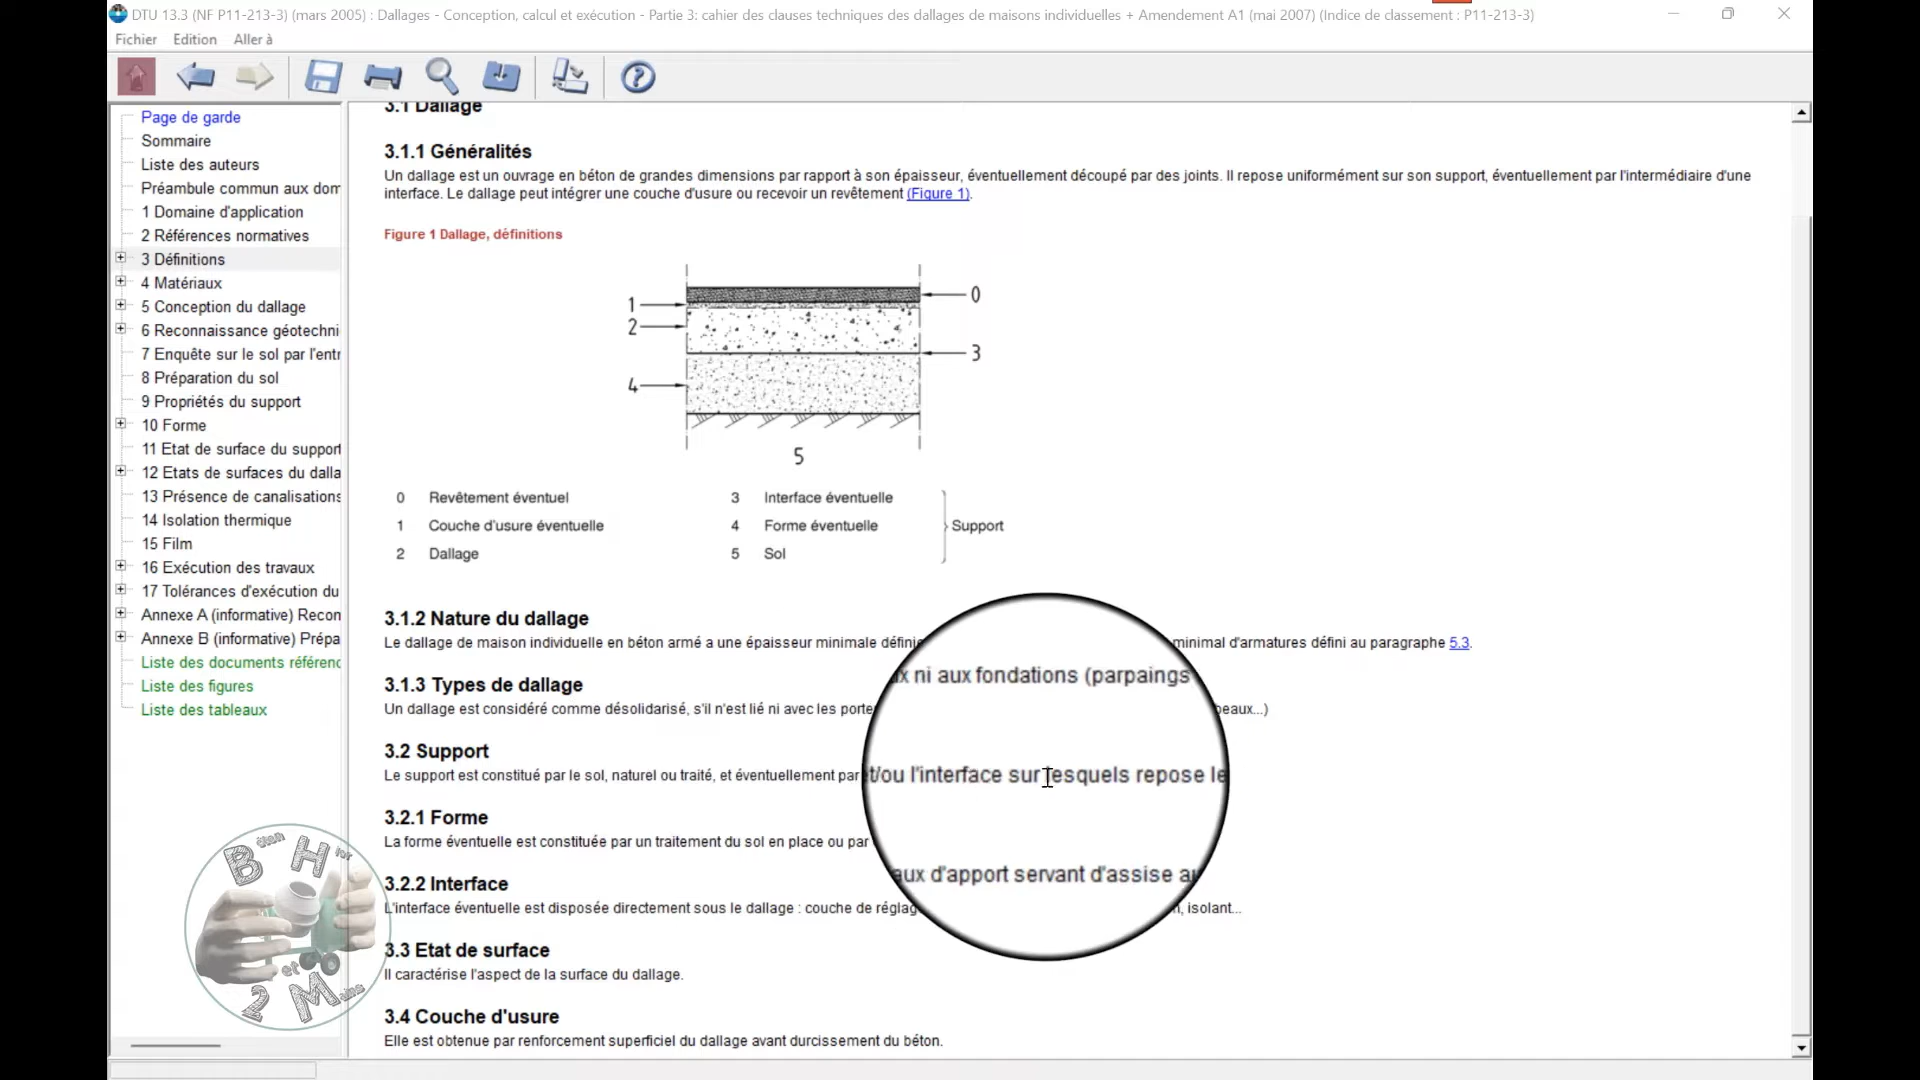 DTU 13.3 (NF P11-213-3) (mars 2005) : Dallages - Conception, calcul et exécution - Partie 3: cahier des clauses techniques des dallages de maisons individuelles + Amendement A1 (mai 2007) (Indice de classement : P11-213-3)
Fichier Edition Aller à
Page de garde
Sommaire
Liste des auteurs
Préambule commun aux dom
1 Domaine d'application
2 Références normatives
3 Définitions
4 Matériaux
5 Conception du dallage
6 Reconnaissance géotechni
7 Enquête sur le sol par l'entr
8 Préparation du sol
9 Propriétés du support
10 Forme
11 Etat de surface du support
12 Etats de surfaces du dalla
13 Présence de canalisations
14 Isolation thermique
15 Film
16 Exécution des travaux
17 Tolérances d'exécution du
Annexe A (informative) Recon
Annexe B (informative) Prépa
Liste des documents référenc
Liste des figures
Liste des tableaux
3.1 Dallage
3.1.1 Généralités
Un dallage est un ouvrage en béton de grandes dimensions par rapport à son épaisseur, éventuellement découpé par des joints. Il repose uniformément sur son support, éventuellement par l'intermédiaire d'une
interface. Le dallage peut intégrer une couche d'usure ou recevoir un revêtement (Figure 1).
Figure 1 Dallage, définitions
1 0
2
3
4
5
0 Revêtement éventuel 3 Interface éventuelle
1 Couche d'usure éventuelle 4 Forme éventuelle Support
2 Dallage 5 Sol
3.1.2 Nature du dallage
Le dallage de maison individuelle en béton armé a une épaisseur minimale définie minimal d'armatures défini au paragraphe 5.3.
x ni aux fondations (parpaings
3.1.3 Types de dallage
Un dallage est considéré comme désolidarisé, s'il n'est lié ni avec les porte peaux...)
3.2 Support
Le support est constitué par le sol, naturel ou traité, et éventuellement par t/ou l'interface sur lesquels repose le
3.2.1 Forme
La forme éventuelle est constituée par un traitement du sol en place ou par
aux d'apport servant d'assise au
3.2.2 Interface
L'interface éventuelle est disposée directement sous le dallage : couche de réglag n, isolant...
3.3 Etat de surface
Il caractérise l'aspect de la surface du dallage.
3.4 Couche d'usure
Elle est obtenue par renforcement superficiel du dallage avant durcissement du béton.
Béton H for
et
2 Mains